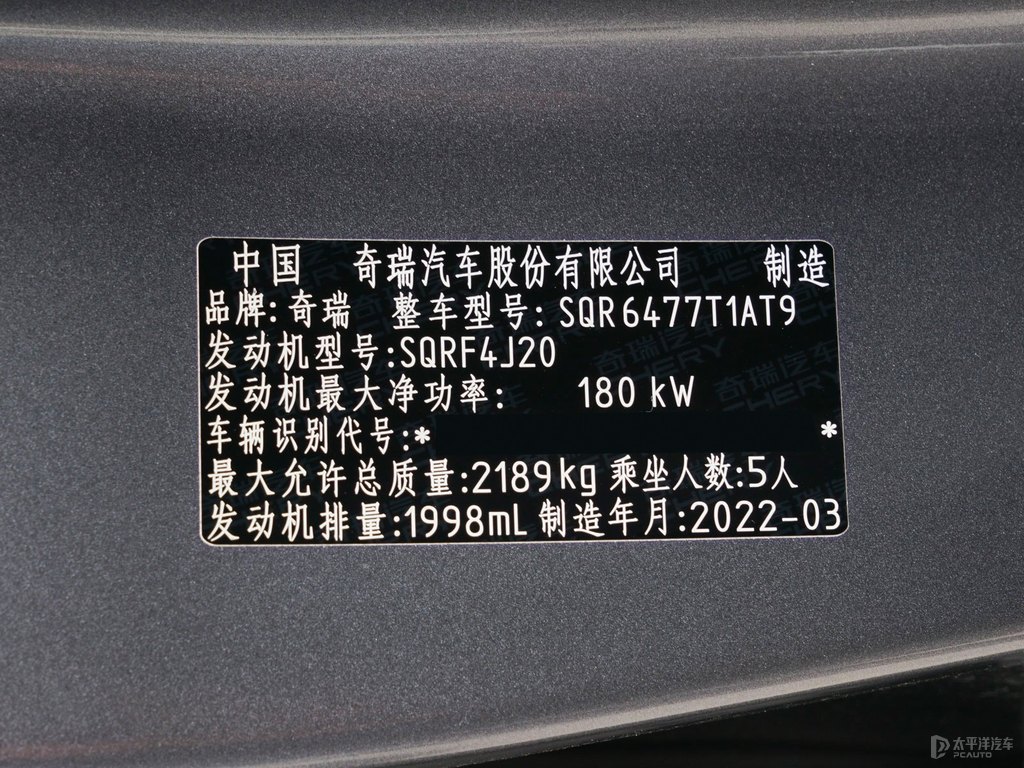 中国 奇瑞汽车股份有限公司 制造
品牌:奇瑞 整车型号:SQR6477T1AT9
发动机型号:SQRF4J20
发动机最大净功率: 180 kW
车辆识别代号:* *
最大允许总质量:2189kg 乘坐人数:5人
发动机排量:1998mL 制造年月:2022-03
太平洋汽车
PCAUTO